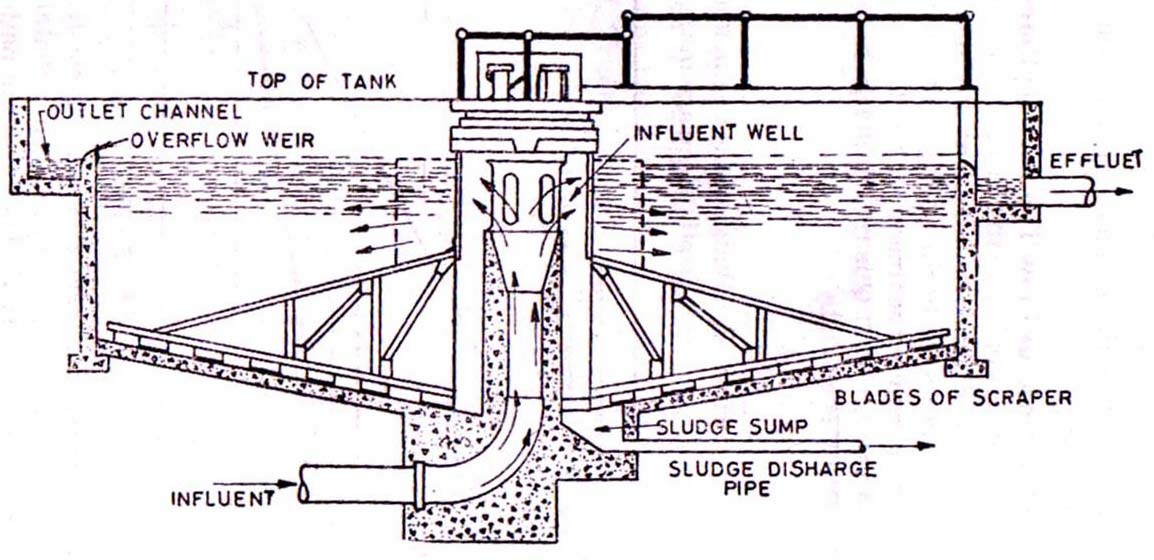 TOP OF TANK
OUTLET CHANNEL
OVERFLOW WEIR
INFLUENT WELL
EFFLUET
BLADES OF SCRAPER
SLUDGE SUMP
SLUDGE DISHARGE
PIPE
INFLUENT